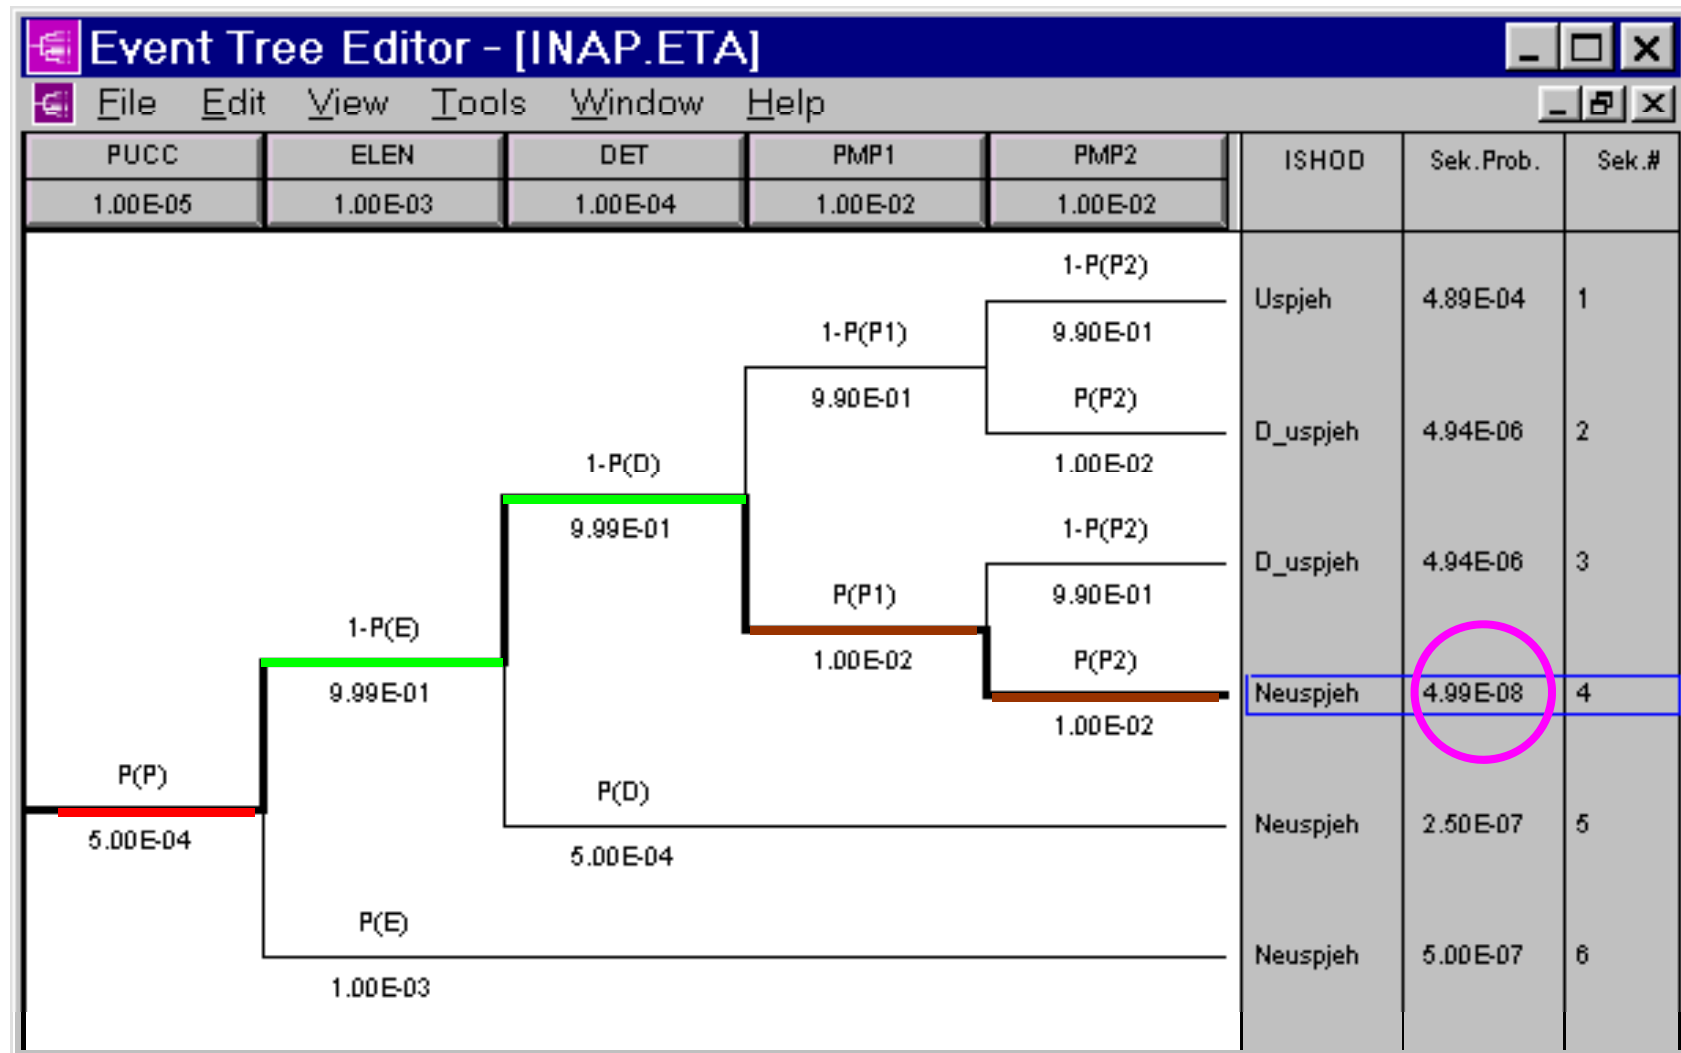 Event Tree Editor - [INAP.ETA]
File Edit View Tools Window Help
PUCC ELEN DET PMP1 PMP2 ISHOD Sek.Prob. Sek.#
1.00E-05 1.00E-03 1.00E-04 1.00E-02 1.00E-02
1-P(P2)
Uspjeh 4.89E-04 1
1-P(P1) 9.90E-01
9.90E-01 P(P2)
D_uspjeh 4.94E-06 2
1-P(D) 1.00E-02
9.99E-01 1-P(P2)
D_uspjeh 4.94E-06 3
P(P1) 9.90E-01
1-P(E)
1.00E-02 P(P2)
9.99E-01 Neuspjeh 4.99E-08 4
1.00E-02
P(P) P(D)
Neuspjeh 2.50E-07 5
5.00E-04 5.00E-04
P(E)
Neuspjeh 5.00E-07 6
1.00E-03